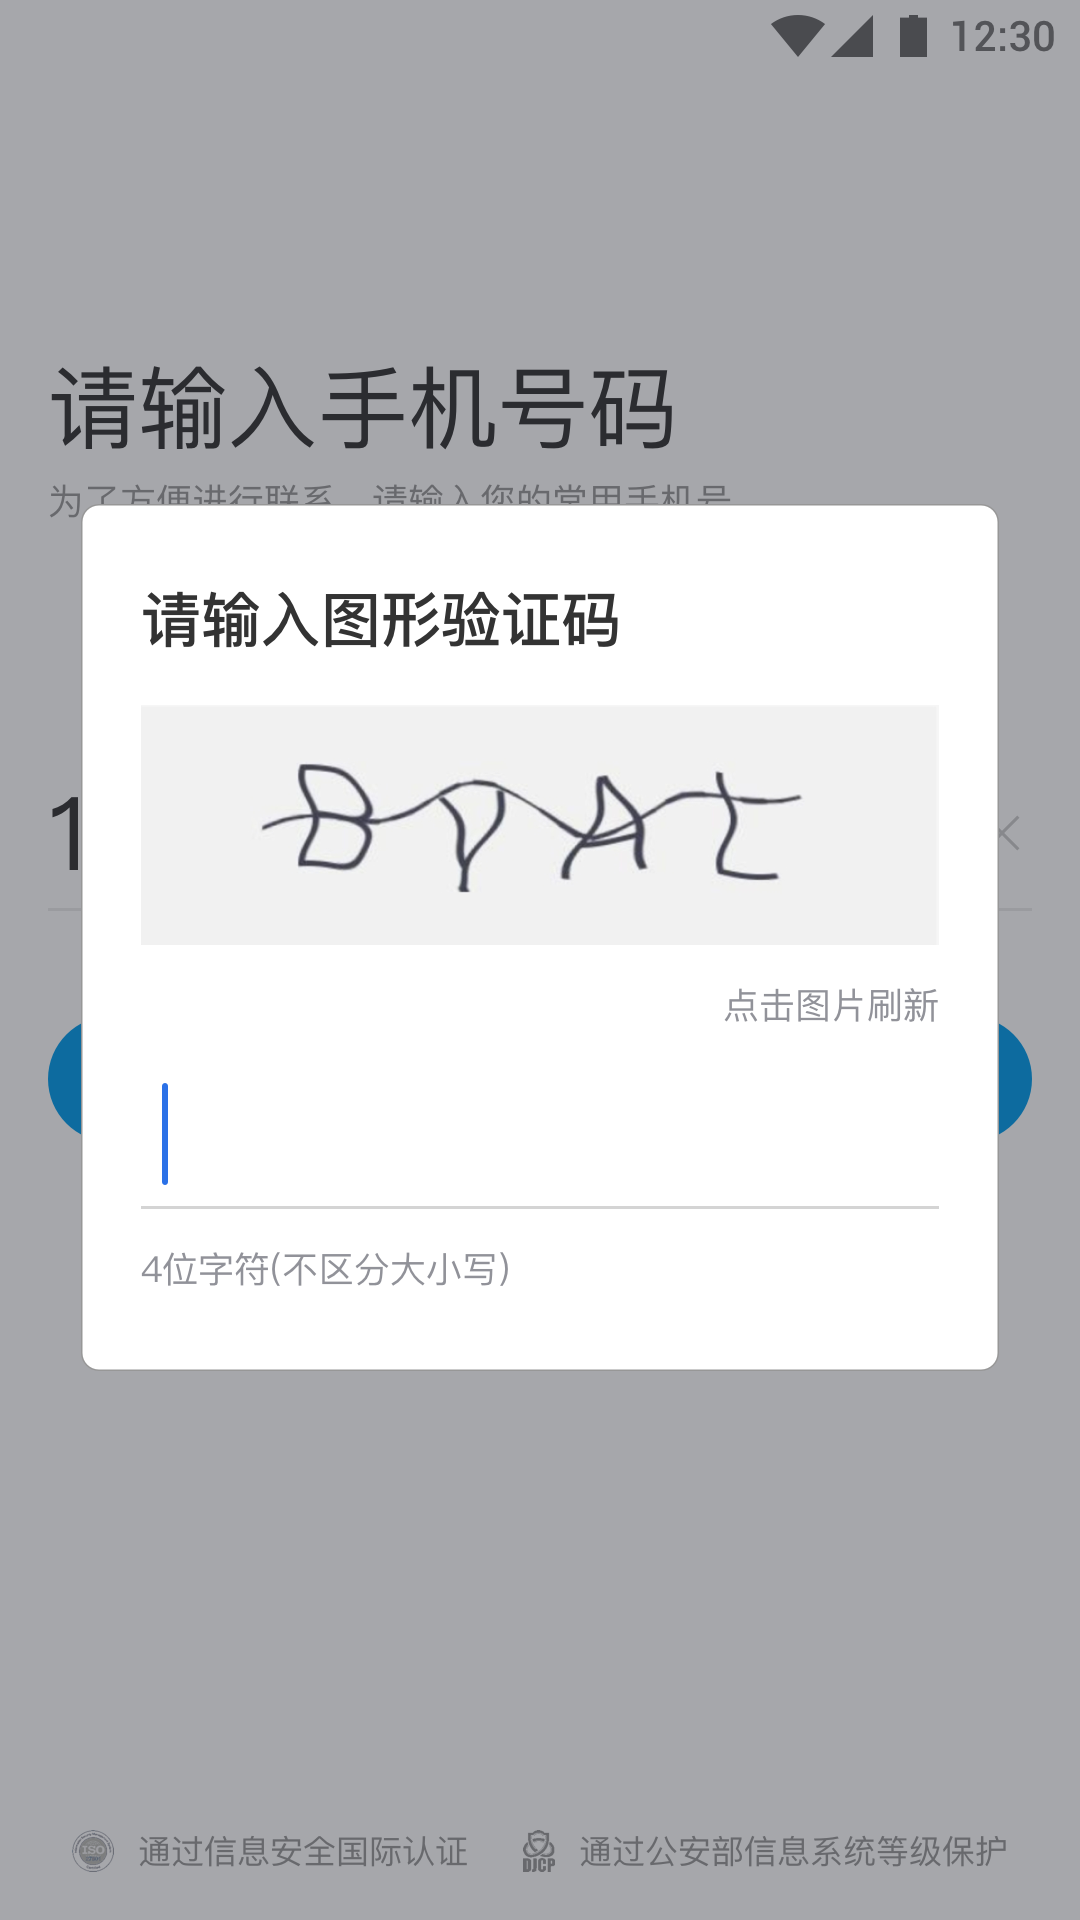 12:30
请输入手机号码
为了方便进行联系，请输入您的常用手机号
请输入图形验证码
1
点击图片刷新
4位字符(不区分大小写)
ISO 通过信息安全国际认证
DJCP 通过公安部信息系统等级保护